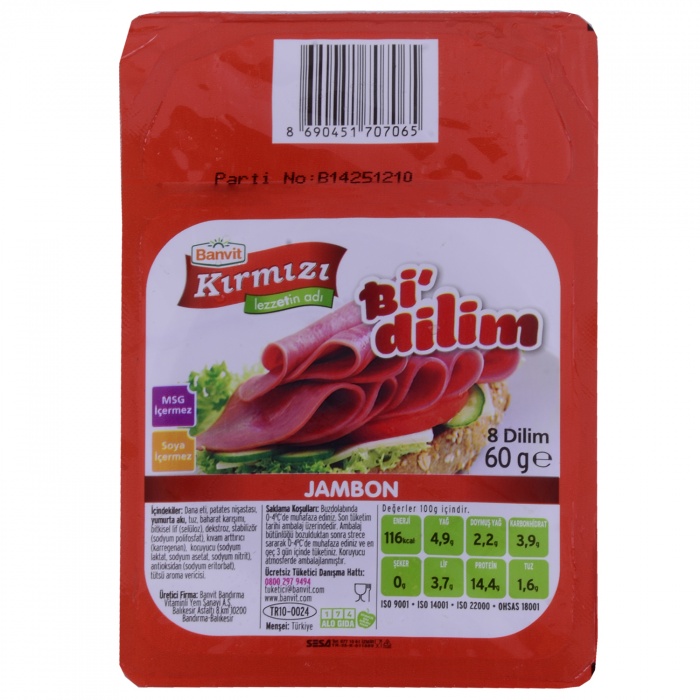 8 690451 707065
Parti No:B14251210
Banvit
Kırmızı
lezzetin adı
Bi'
dilim
MSG
İçermez
Soya
İçermez
8 Dilim
60 g e
JAMBON
İçindekiler: Dana eti, patates nişastası,
yumurta akı, tuz, baharat karışımı,
bitkisel lif (selüloz), dekstroz, stabilizör
(sodyum polifosfat), kıvam arttırıcı
(karregenan), koruyucu (sodyum
laktat, sodyum asetat, sodyum nitrit),
antioksidan (sodyum eritorbat),
tütsü aroma vericisi.
Üretici Firma: Banvit Bandırma
Vitaminli Yem Sanayi A.Ş.
Balıkesir Asfaltı 8.km 10200
Bandırma-Balıkesir
Saklama Koşulları: Buzdolabında
0-4°C'de muhafaza ediniz. Son tüketim
tarihi ambalaj üzerindedir. Ambalaj
bütünlüğü bozulduktan sonra strece
sararak 0-4°C'de muhafaza ediniz ve en
geç 3 gün içinde tüketiniz. Koruyucu
atmosferde ambalajlanmıştır.
Ücretsiz Tüketici Danışma Hattı:
0800 297 9494
tuketici@banvit.com
www.banvit.com
TR10-0024
Menşei: Türkiye
174
ALO GIDA
Değerler 100g içindir.
ENERJİ YAĞ DOYMUŞ YAĞ KARBONHİDRAT
116kcal 4,9g 2,2g 3,9g
ŞEKER LİF PROTEİN TUZ
0g 3,7g 14,4g 1,6g
ISO 9001 • ISO 14001 • ISO 22000 • OHSAS 18001
SESA